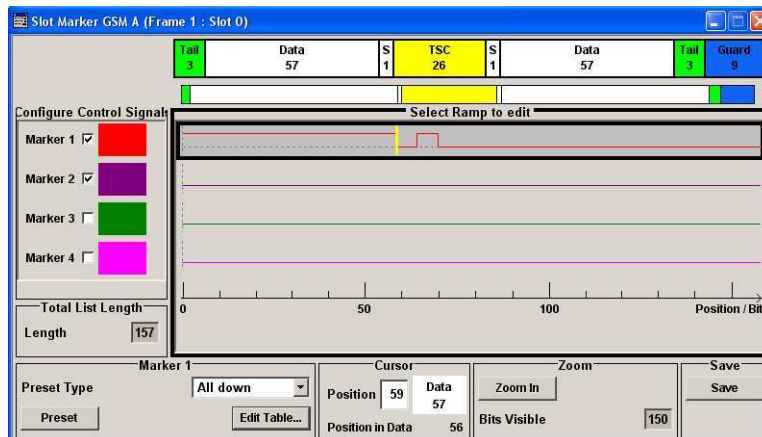 Slot Marker GSM A (Frame 1 : Slot 0)
Tail Data S TSC S Data Tail Guard
3 57 1 26 1 57 3 9
Configure Control Signals
Select Ramp to edit
Marker 1
Marker 2
Marker 3
Marker 4
0 50 100 Position / Bit
Total List Length
Length 157
Marker 1
Preset Type All down
Preset Edit Table...
Cursor
Position 59 Data
57
Position in Data 56
Zoom
Zoom In
Bits Visible 150
Save
Save